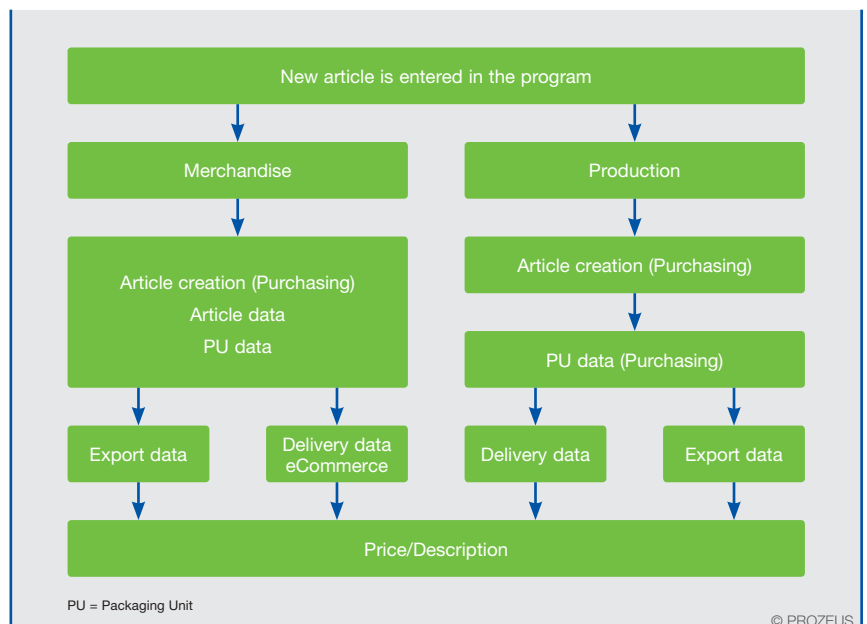 New article is entered in the program
Merchandise
Production
Article creation (Purchasing)
Article data
PU data
Article creation (Purchasing)
PU data (Purchasing)
Export data
Delivery data
eCommerce
Delivery data
Export data
Price/Description
PU = Packaging Unit
© PROZEUS